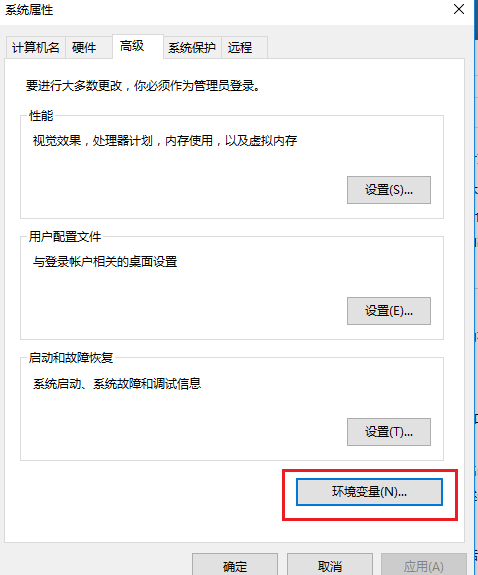 系统属性
计算机名 硬件 高级 系统保护 远程
要进行大多数更改，你必须作为管理员登录。
性能
视觉效果，处理器计划，内存使用，以及虚拟内存
设置(S)...
用户配置文件
与登录帐户相关的桌面设置
设置(E)...
启动和故障恢复
系统启动、系统故障和调试信息
设置(T)...
环境变量(N)...
确定 取消 应用(A)